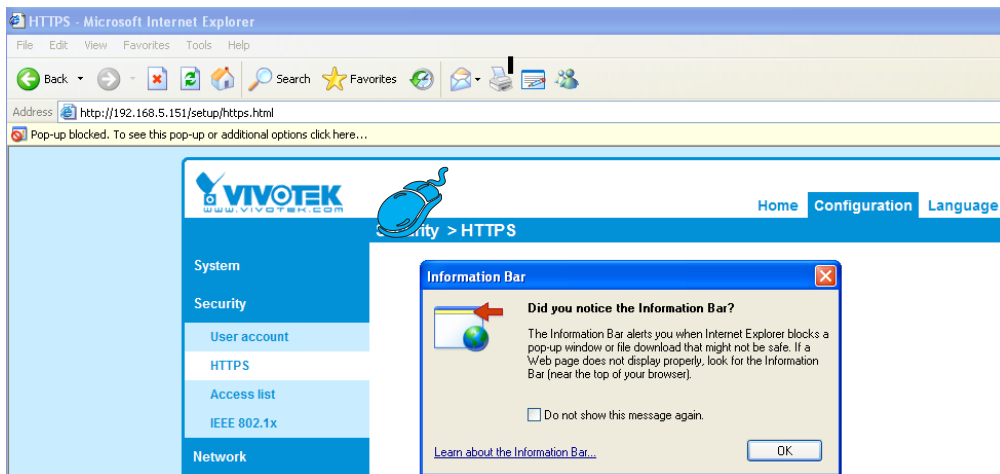 HTTPS - Microsoft Internet Explorer
File Edit View Favorites Tools Help
Back Search Favorites
Address http://192.168.5.151/setup/https.html
Pop-up blocked. To see this pop-up or additional options click here...
VIVOTEK
www.vivotek.com
Home Configuration Language
> HTTPS
System
Security
User account
HTTPS
Access list
IEEE 802.1x
Network
Information Bar
Did you notice the Information Bar?
The Information Bar alerts you when Internet Explorer blocks a
pop-up window or file download that might not be safe. If a
Web page does not display properly, look for the Information
Bar (near the top of your browser).
Do not show this message again.
Learn about the Information Bar...
OK